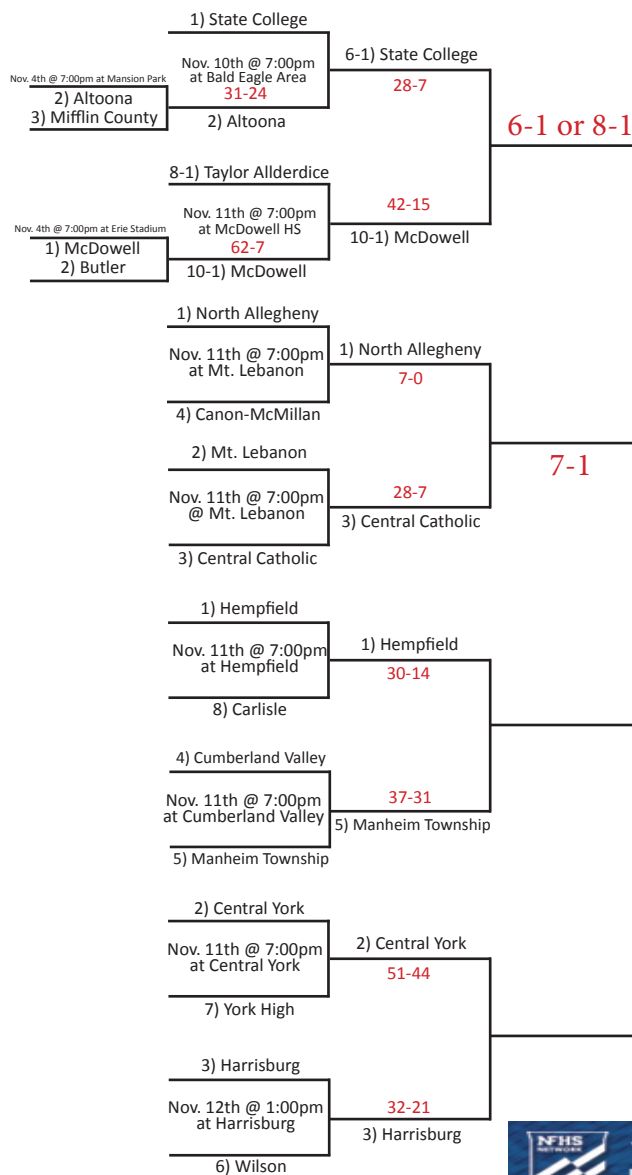 1) State College
Nov. 10th @ 7:00pm
at Bald Eagle Area
31-24
6-1) State College
28-7
Nov. 4th @ 7:00pm at Mansion Park
2) Altoona
3) Mifflin County
2) Altoona
6-1 or 8-1
8-1) Taylor Allderdice
Nov. 11th @ 7:00pm
at McDowell HS
62-7
42-15
10-1) McDowell
Nov. 4th @ 7:00pm at Erie Stadium
1) McDowell
2) Butler
10-1) McDowell
1) North Allegheny
Nov. 11th @ 7:00pm
at Mt. Lebanon
1) North Allegheny
7-0
4) Canon-McMillan
2) Mt. Lebanon
7-1
Nov. 11th @ 7:00pm
@ Mt. Lebanon
28-7
3) Central Catholic
3) Central Catholic
1) Hempfield
Nov. 11th @ 7:00pm
at Hempfield
1) Hempfield
30-14
8) Carlisle
4) Cumberland Valley
Nov. 11th @ 7:00pm
at Cumberland Valley
37-31
5) Manheim Township
5) Manheim Township
2) Central York
Nov. 11th @ 7:00pm
at Central York
2) Central York
51-44
7) York High
3) Harrisburg
Nov. 12th @ 1:00pm
at Harrisburg
32-21
3) Harrisburg
6) Wilson
NFHS
NETWORK